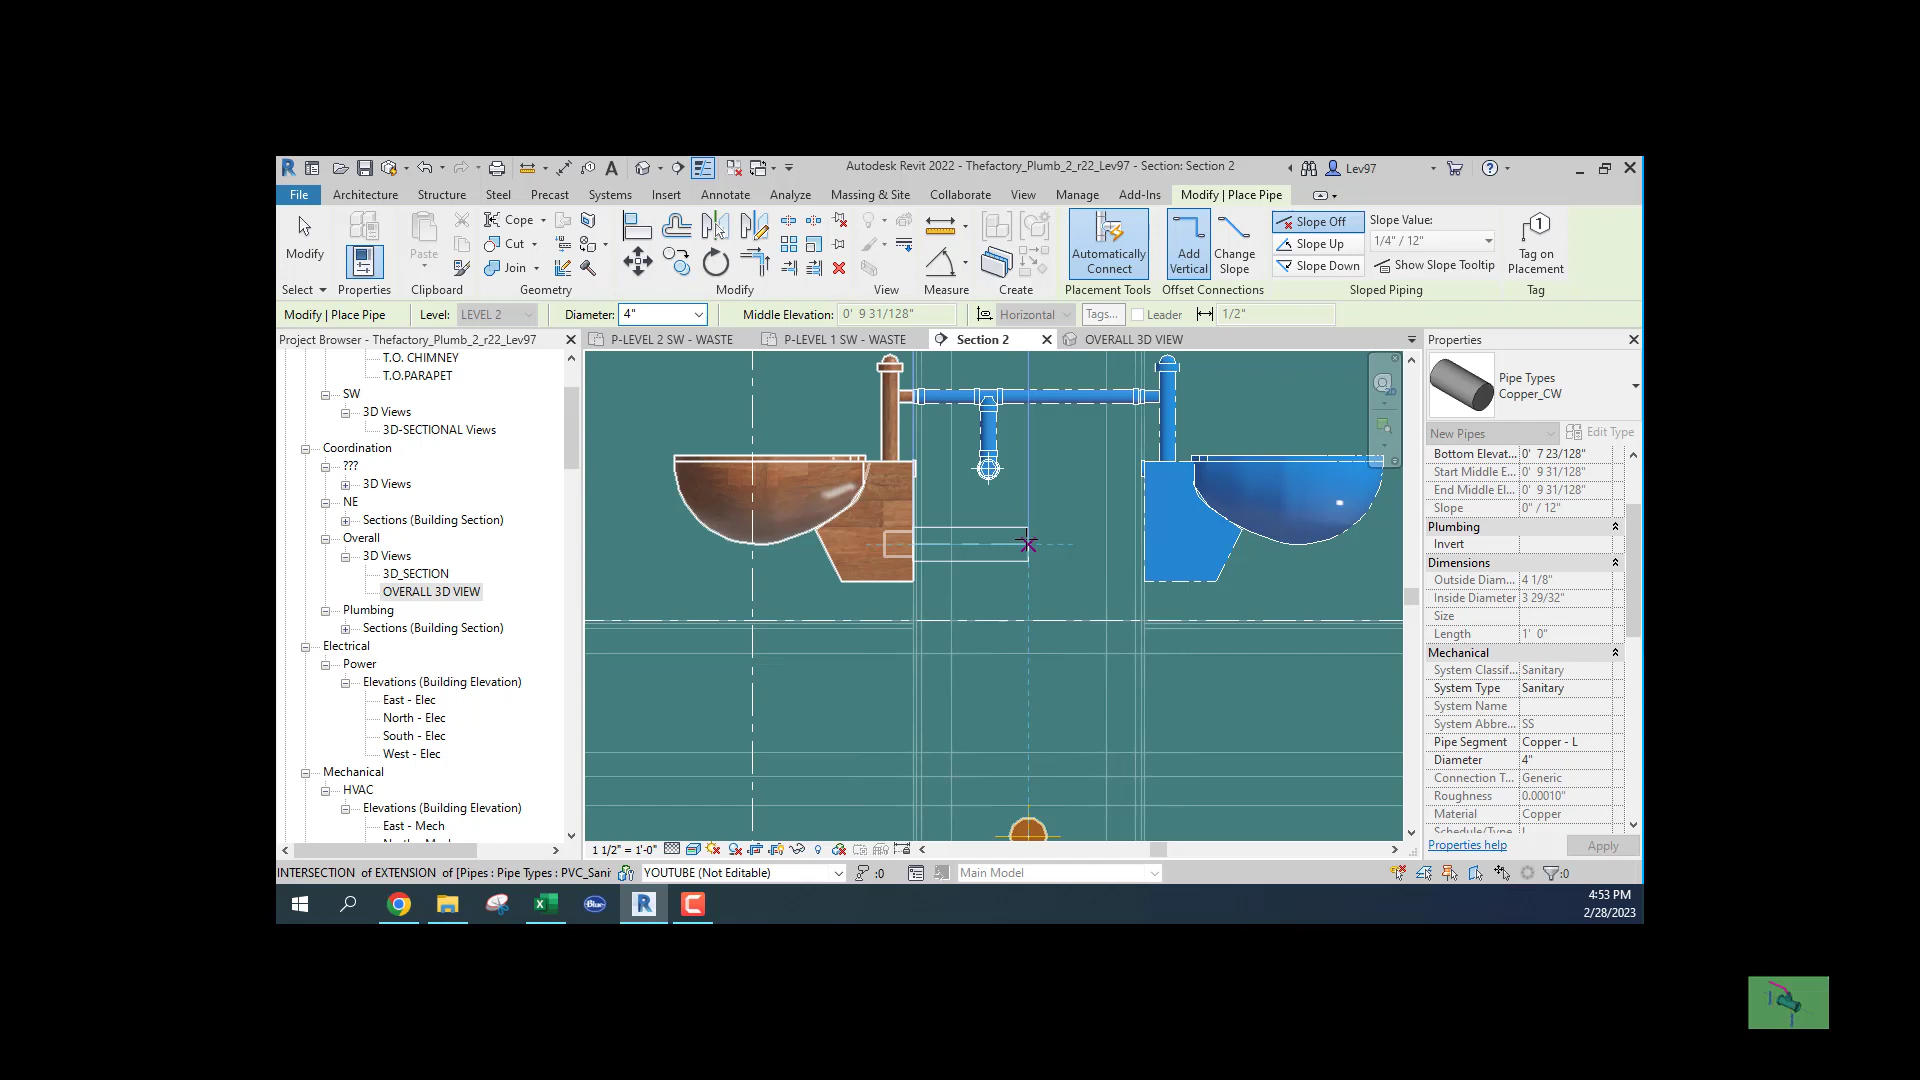 Autodesk Revit 2022 - Thefactory_Plumb_2_r22_Lev97 - Section: Section 2
Lev97
File Architecture Structure Steel Precast Systems Insert Annotate Analyze Massing & Site Collaborate View Manage Add-Ins Modify | Place Pipe
Modify
Paste
Cope
Cut
Join
Automatically Connect
Add Vertical
Change Slope
Slope Off
Slope Up
Slope Down
Slope Value:
1/4" / 12"
Show Slope Tooltip
Tag on Placement
Select Properties Clipboard Geometry Modify View Measure Create Placement Tools Offset Connections Sloped Piping Tag
Modify | Place Pipe Level: LEVEL 2 Diameter: 4" Middle Elevation: 0' 9 31/128" Horizontal Tags... Leader 1/2"
Project Browser - Thefactory_Plumb_2_r22_Lev97
T.O. CHIMNEY
T.O.PARAPET
SW
3D Views
3D-SECTIONAL Views
Coordination
???
3D Views
NE
Sections (Building Section)
Overall
3D Views
3D_SECTION
OVERALL 3D VIEW
Plumbing
Sections (Building Section)
Electrical
Power
Elevations (Building Elevation)
East - Elec
North - Elec
South - Elec
West - Elec
Mechanical
HVAC
Elevations (Building Elevation)
East - Mech
P-LEVEL 2 SW - WASTE P-LEVEL 1 SW - WASTE Section 2 OVERALL 3D VIEW
Properties
Pipe Types
Copper_CW
New Pipes Edit Type
Bottom Elevat... 0' 7 23/128"
Start Middle El... 0' 9 31/128"
End Middle El... 0' 9 31/128"
Slope 0" / 12"
Plumbing
Invert
Dimensions
Outside Diam... 4 1/8"
Inside Diameter 3 29/32"
Size
Length 1' 0"
Mechanical
System Classif... Sanitary
System Type Sanitary
System Name
System Abbre... SS
Pipe Segment Copper - L
Diameter 4"
Connection T... Generic
Roughness 0.00010"
Material Copper
Properties help Apply
1 1/2" = 1'-0"
INTERSECTION of EXTENSION of [Pipes : Pipe Types : PVC_Sani YOUTUBE (Not Editable) :0 Main Model :0
4:53 PM
2/28/2023